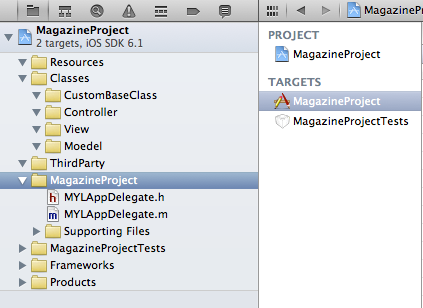 MagazineProject
MagazineProject
2 targets, iOS SDK 6.1
Resources
Classes
CustomBaseClass
Controller
View
Moedel
ThirdParty
MagazineProject
MYLAppDelegate.h
MYLAppDelegate.m
Supporting Files
MagazineProjectTests
Frameworks
Products
PROJECT
MagazineProject
TARGETS
MagazineProject
MagazineProjectTests